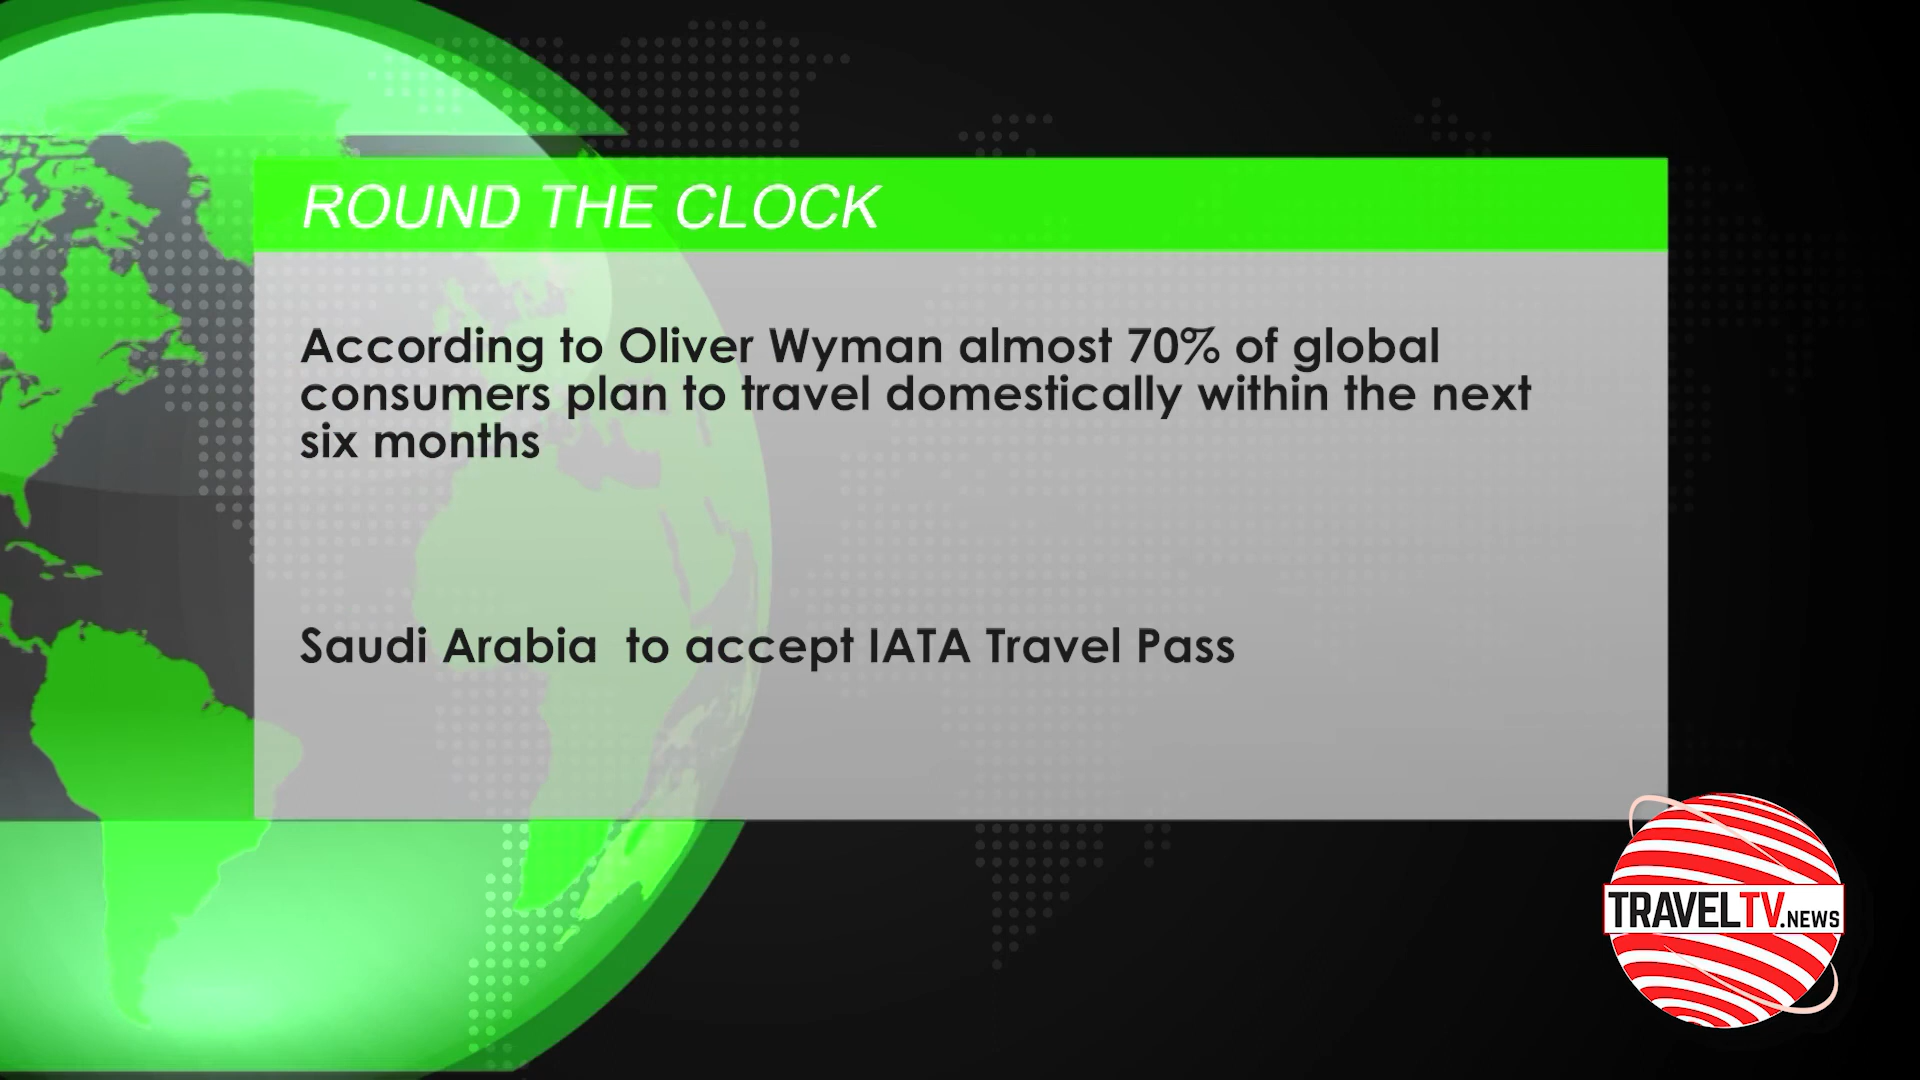 ROUND THE CLOCK
According to Oliver Wyman almost 70% of global
consumers plan to travel domestically within the next
six months
Saudi Arabia  to accept IATA Travel Pass
TRAVELTV.NEWS